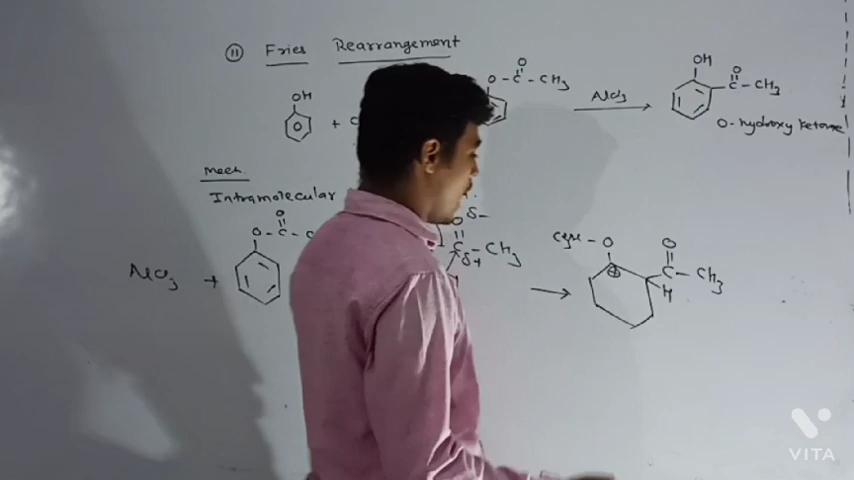 (11) Fries Rearrangement
OH
+ C
O
O - C - CH3
AlCl3
OH
O
C - CH3
O-hydroxy ketone
Mech.
Intramolecular
AlCl3 +
O
O - C - C
O δ-
C - CH3
δ+
O
O
C - CH3
H
VITA